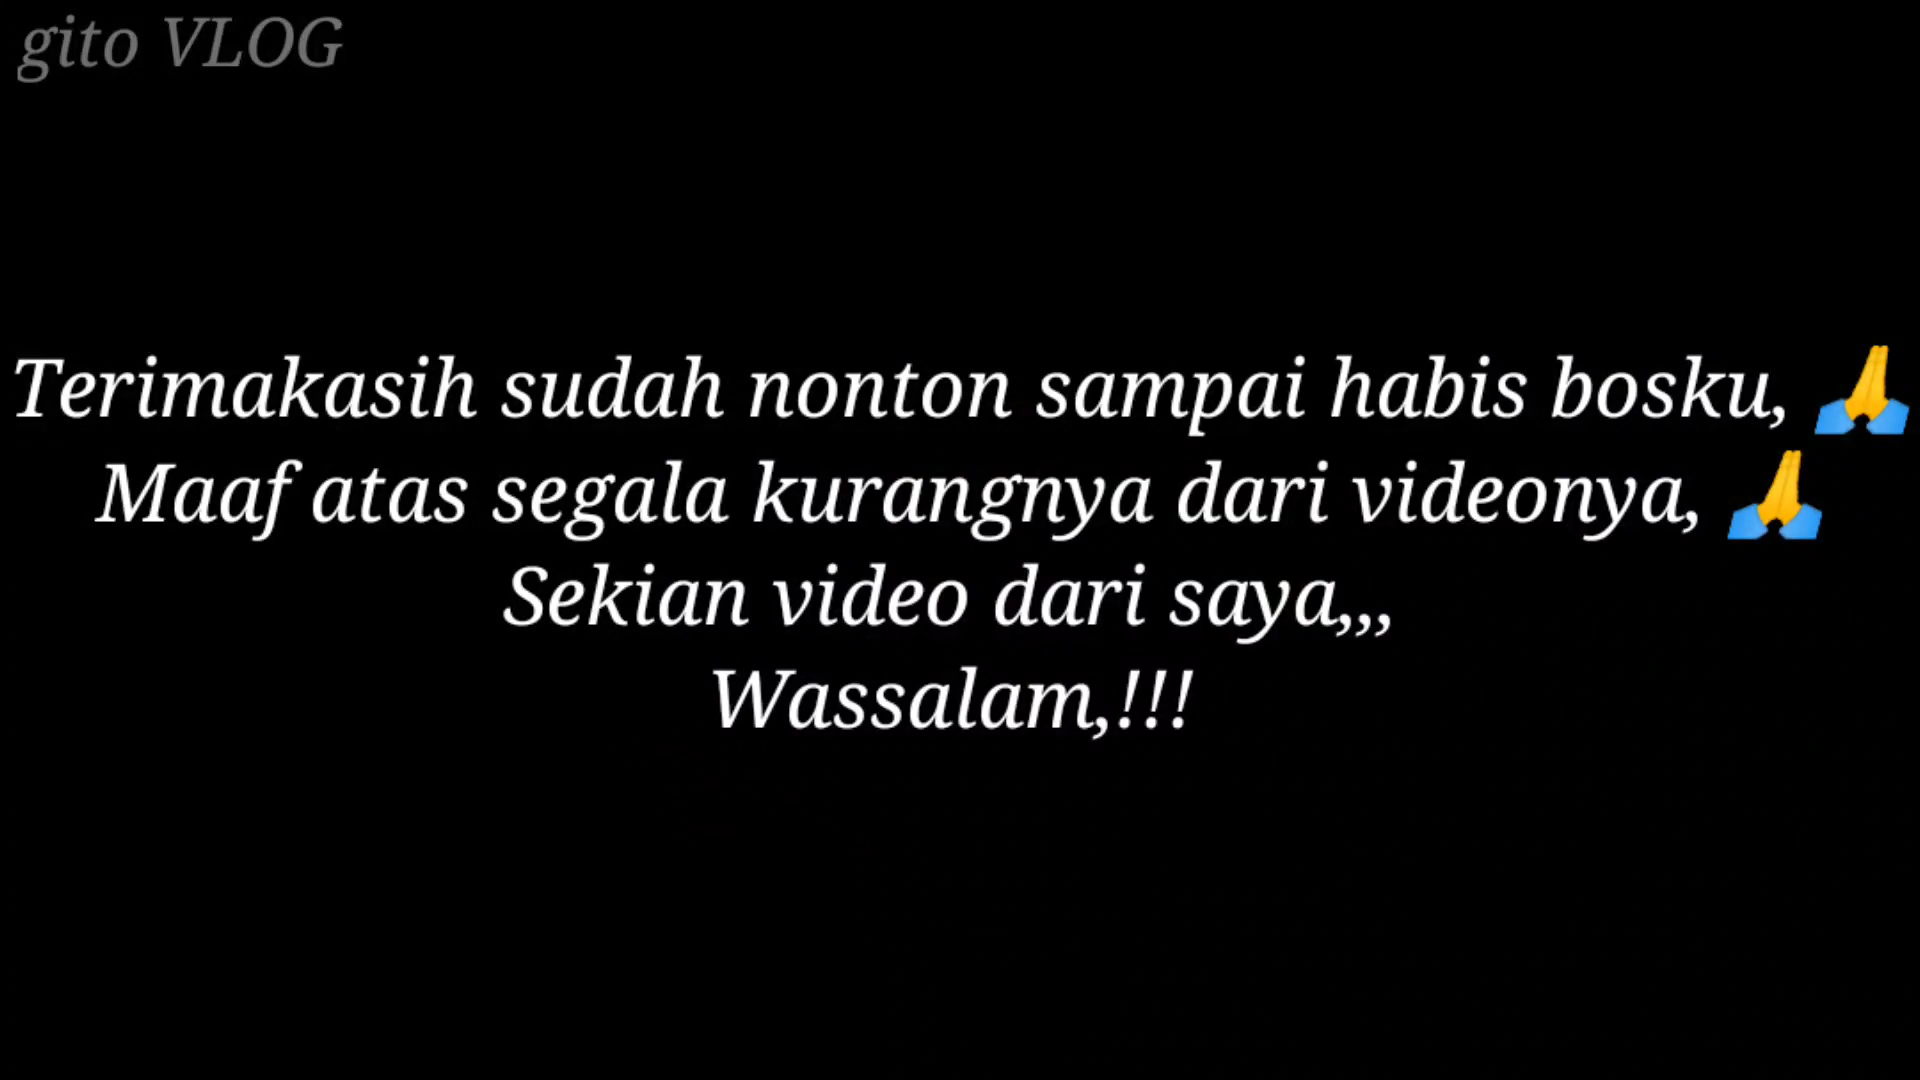 gito VLOG
Terimakasih sudah nonton sampai habis bosku, 🙏
Maaf atas segala kurangnya dari videonya, 🙏
Sekian video dari saya,,,
Wassalam,!!!